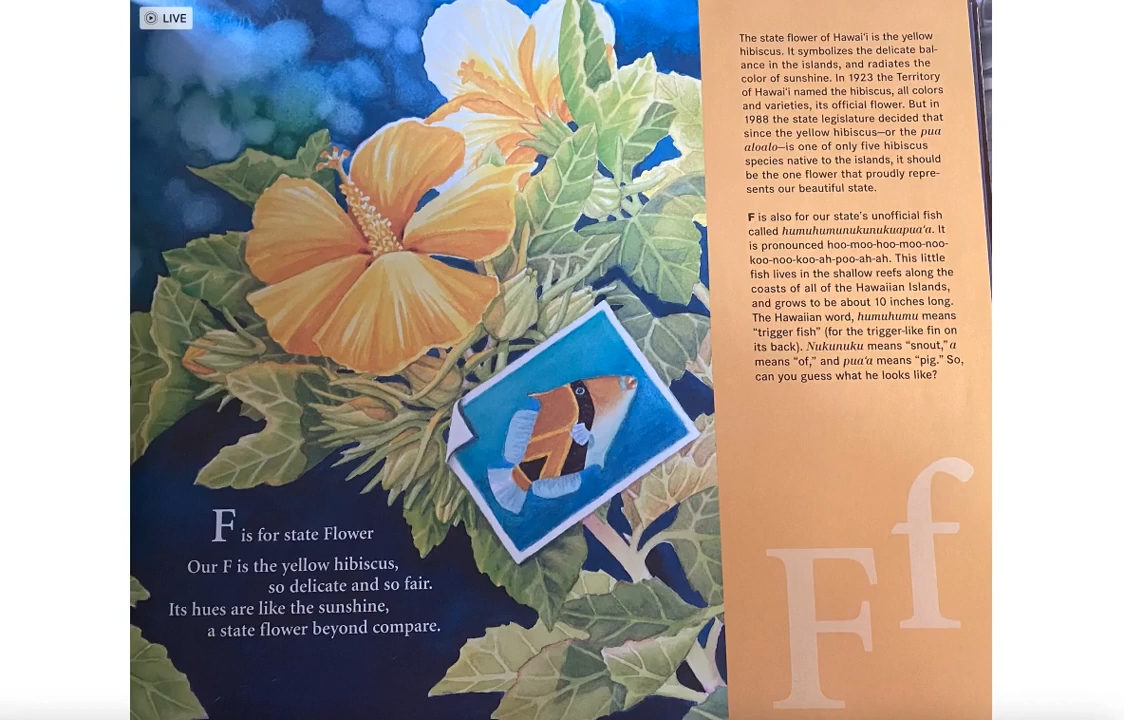 LIVE
F is for state Flower
Our F is the yellow hibiscus,
so delicate and so fair.
Its hues are like the sunshine,
a state flower beyond compare.
The state flower of Hawai'i is the yellow
hibiscus. It symbolizes the delicate bal-
ance in the islands, and radiates the
color of sunshine. In 1923 the Territory
of Hawai'i named the hibiscus, all colors
and varieties, its official flower. But in
1988 the state legislature decided that
since the yellow hibiscus—or the pua
aloalo—is one of only five hibiscus
species native to the islands, it should
be the one flower that proudly repre-
sents our beautiful state.
F is also for our state's unofficial fish
called humuhumunukunukuapua'a. It
is pronounced hoo-moo-hoo-moo-noo-
koo-noo-koo-ah-poo-ah-ah. This little
fish lives in the shallow reefs along the
coasts of all of the Hawaiian Islands,
and grows to be about 10 inches long.
The Hawaiian word, humuhumu means
“trigger fish” (for the trigger-like fin on
its back). Nukunuku means “snout,” a
means “of,” and pua'a means “pig.” So,
can you guess what he looks like?
Ff